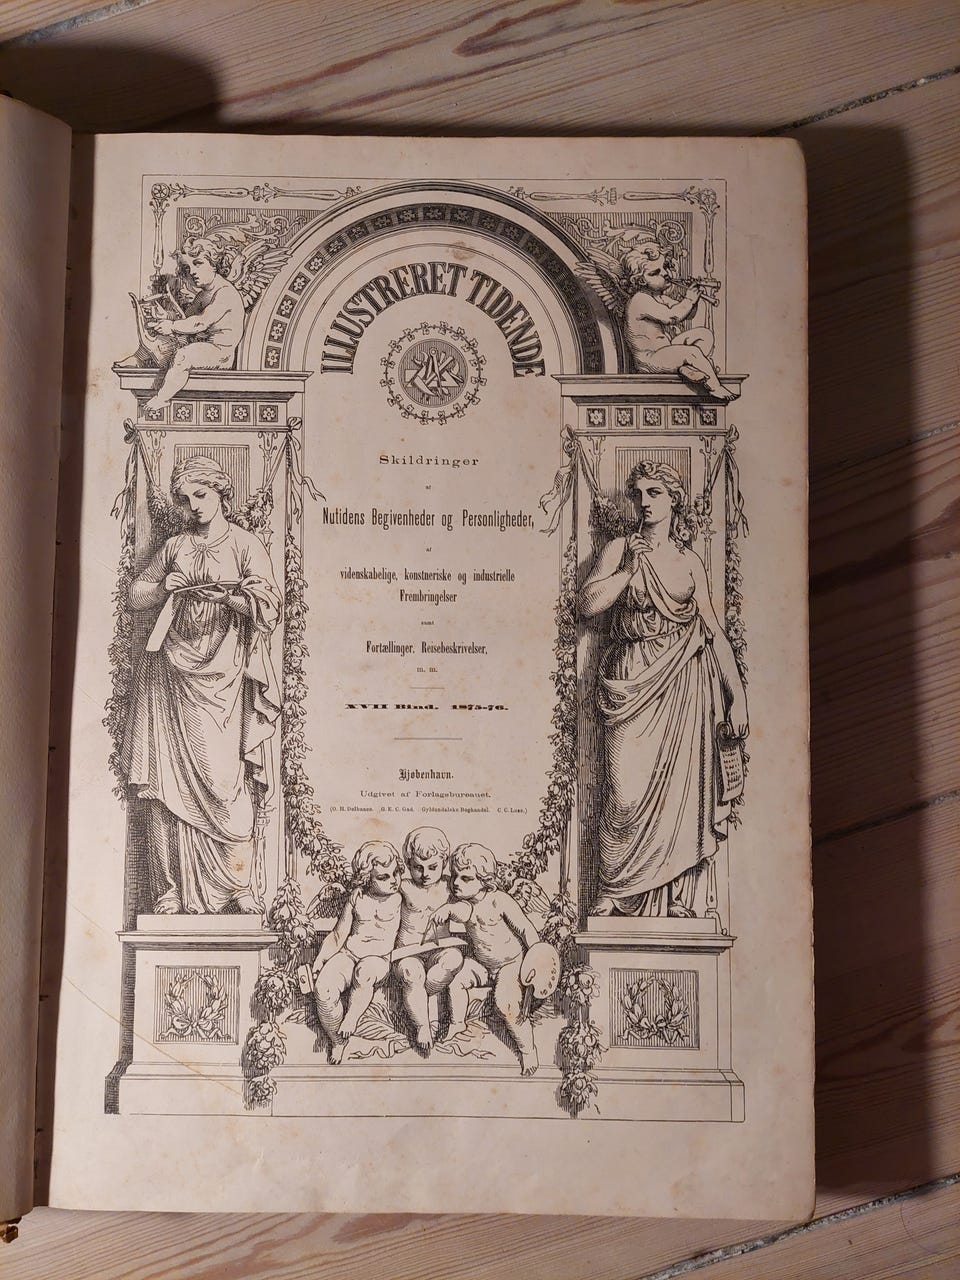 ILLUSTRERET TIDENDE
Skildringer
af
Nutidens Begivenheder og Personligheder,
af
videnskabelige, konstneriske og industrielle
Frembringelser
samt
Fortællinger, Reisebeskrivelser,
m. m.
XVII Bind. 1875-76.
Kjøbenhavn.
Udgivet af Forlagsbureauet.
(O. H. Delbanco. G. E. C. Gad. Gyldendalske Boghandel. C. C. Lose.)